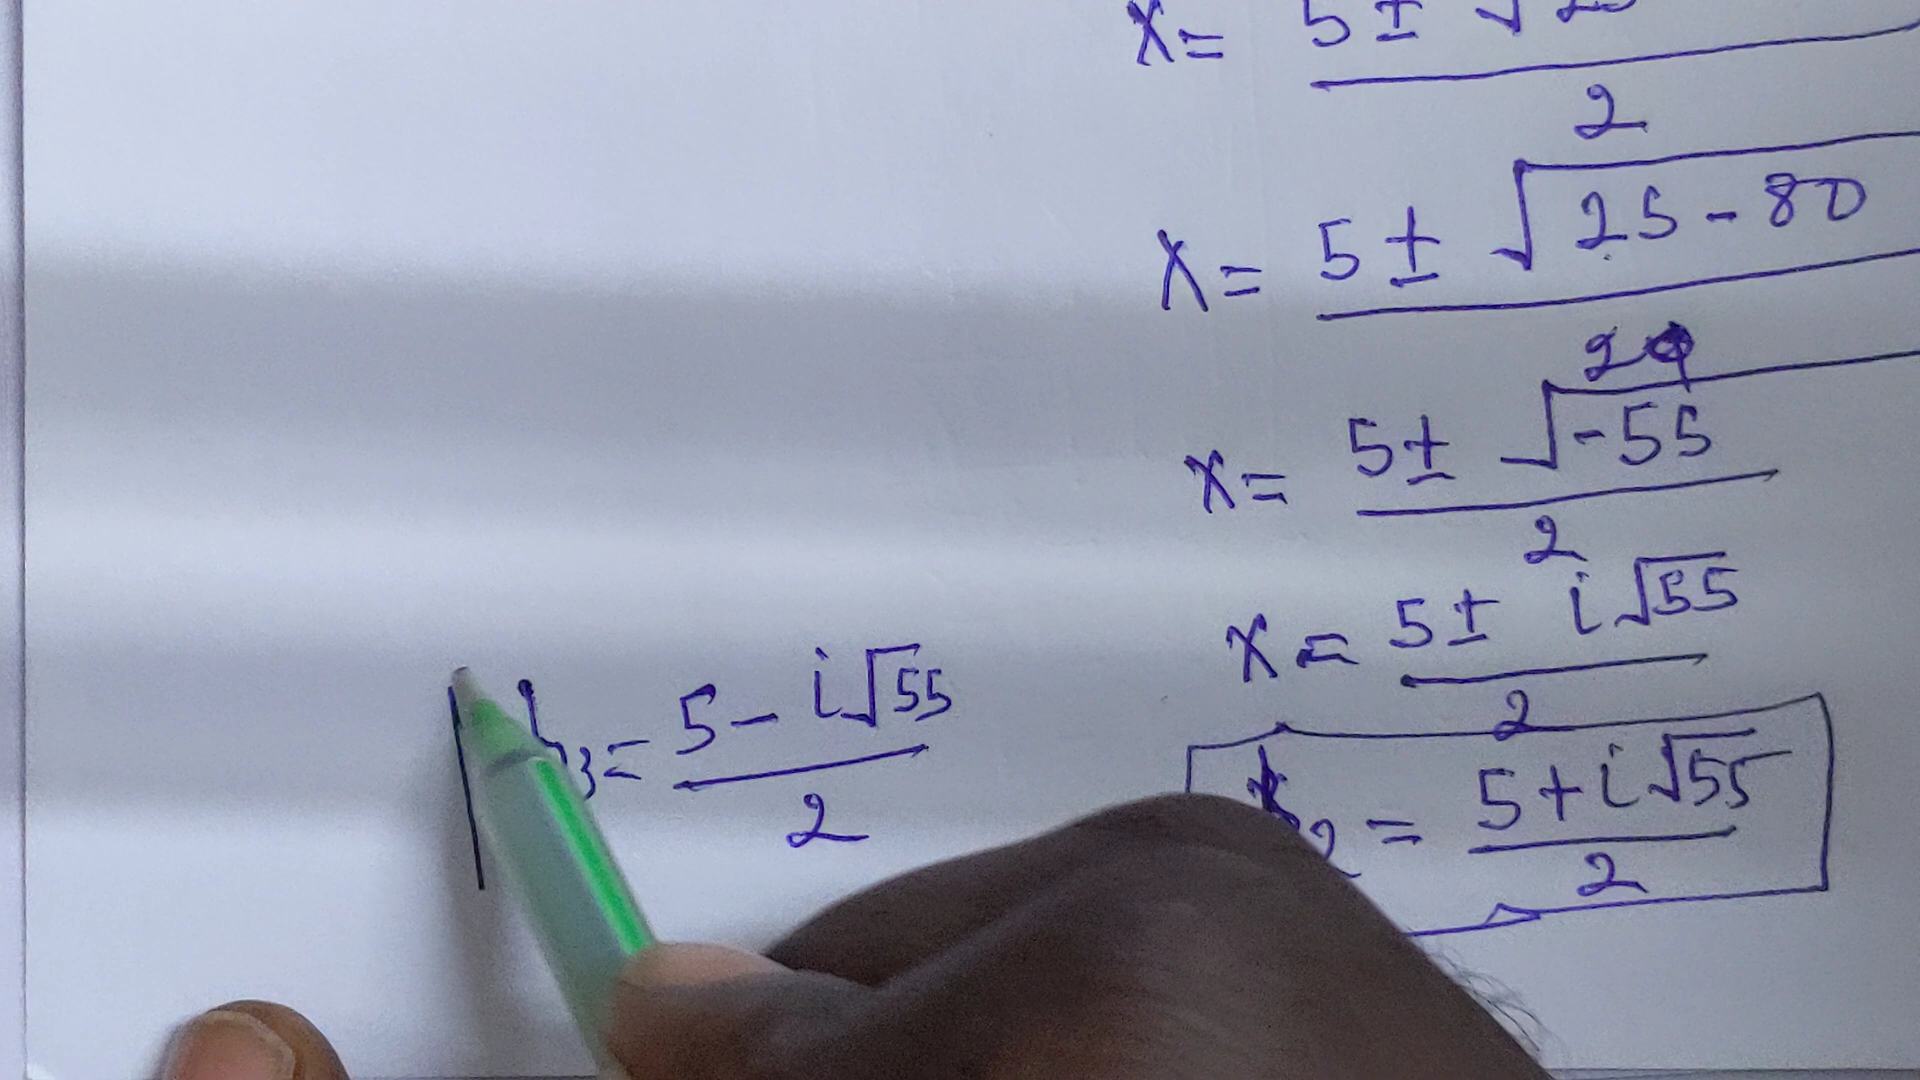 x = 5 ± √25
2
x = 5 ± √25 - 80
2
x = 5 ± √-55
2
x = 5 ± i√55
2
3 = 5 - i√55
2
2 = 5 + i√55
2